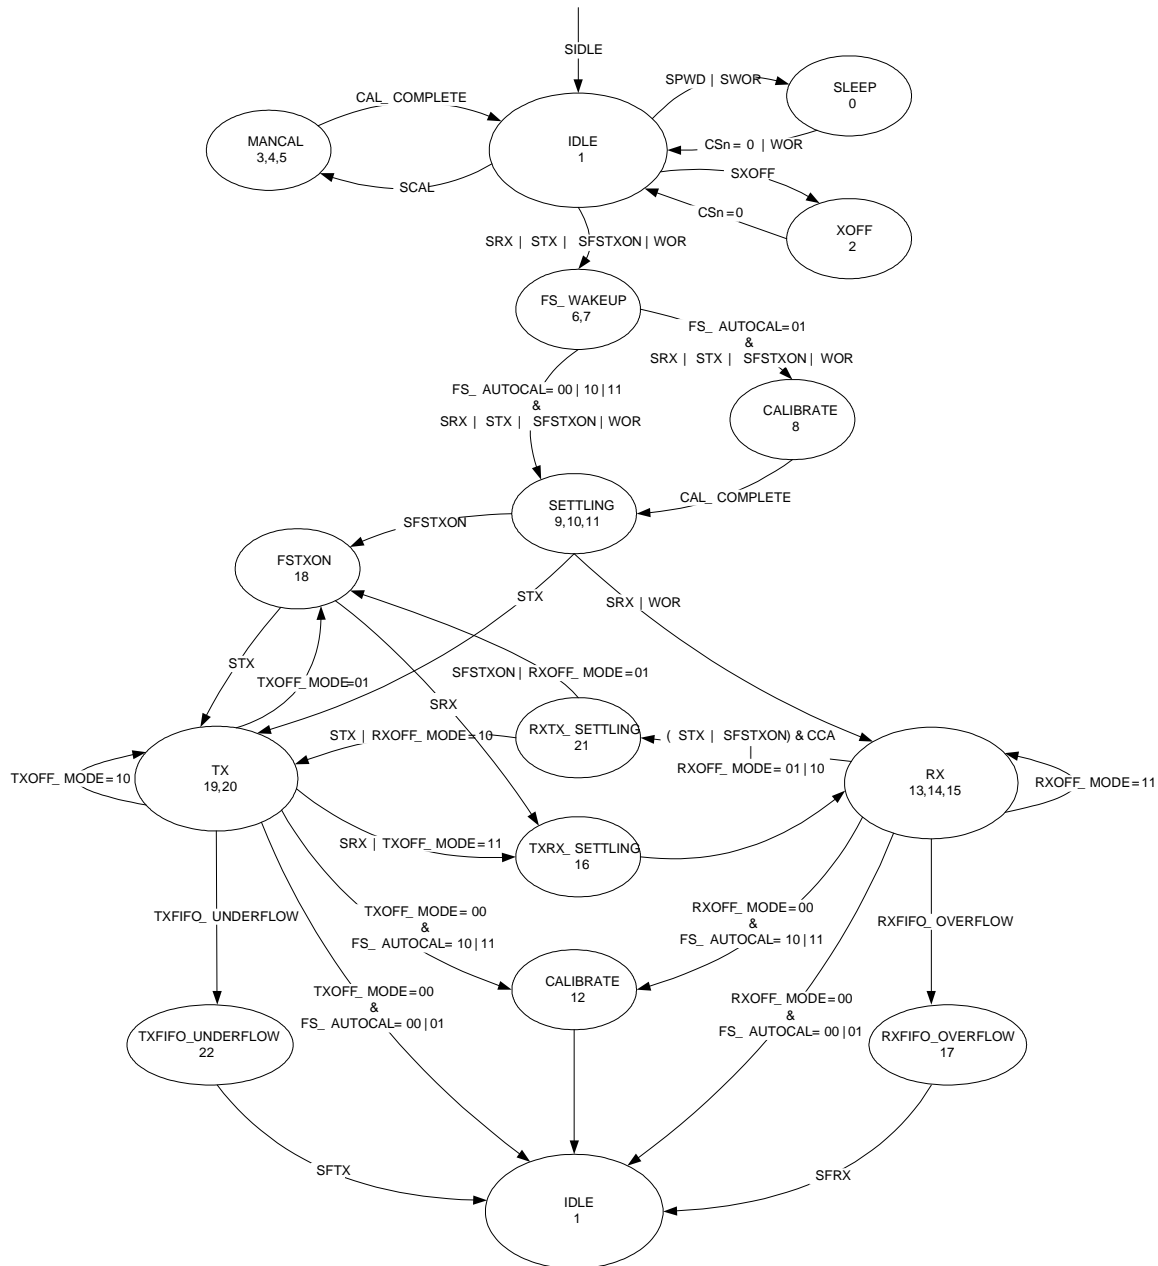 SIDLE
SPWD | SWOR
SLEEP
0
CAL_ COMPLETE
MANCAL
3,4,5
IDLE
1
CSn = 0 | WOR
SCAL
SXOFF
CSn = 0
XOFF
2
SRX | STX | SFSTXON | WOR
FS_ WAKEUP
6,7
FS_ AUTOCAL = 01
&
SRX | STX | SFSTXON | WOR
FS_ AUTOCAL = 00 | 10 | 11
&
SRX | STX | SFSTXON | WOR
CALIBRATE
8
CAL_ COMPLETE
SETTLING
9,10,11
SFSTXON
FSTXON
18
STX
SRX | WOR
STX
TXOFF_ MODE = 01
SFSTXON | RXOFF_ MODE = 01
SRX
STX | RXOFF_ MODE = 10
RXTX_ SETTLING
21
( STX | SFSTXON ) & CCA
|
RXOFF_ MODE = 01 | 10
TXOFF_ MODE = 10
TX
19,20
RX
13,14,15
RXOFF_ MODE = 11
SRX | TXOFF_ MODE = 11
TXRX_ SETTLING
16
TXFIFO_ UNDERFLOW
TXOFF_ MODE = 00
&
FS_ AUTOCAL = 10 | 11
RXOFF_ MODE = 00
&
FS_ AUTOCAL = 10 | 11
RXFIFO_ OVERFLOW
TXOFF_ MODE = 00
&
FS_ AUTOCAL = 00 | 01
CALIBRATE
12
RXOFF_ MODE = 00
&
FS_ AUTOCAL = 00 | 01
TXFIFO_UNDERFLOW
22
RXFIFO_OVERFLOW
17
SFTX
SFRX
IDLE
1